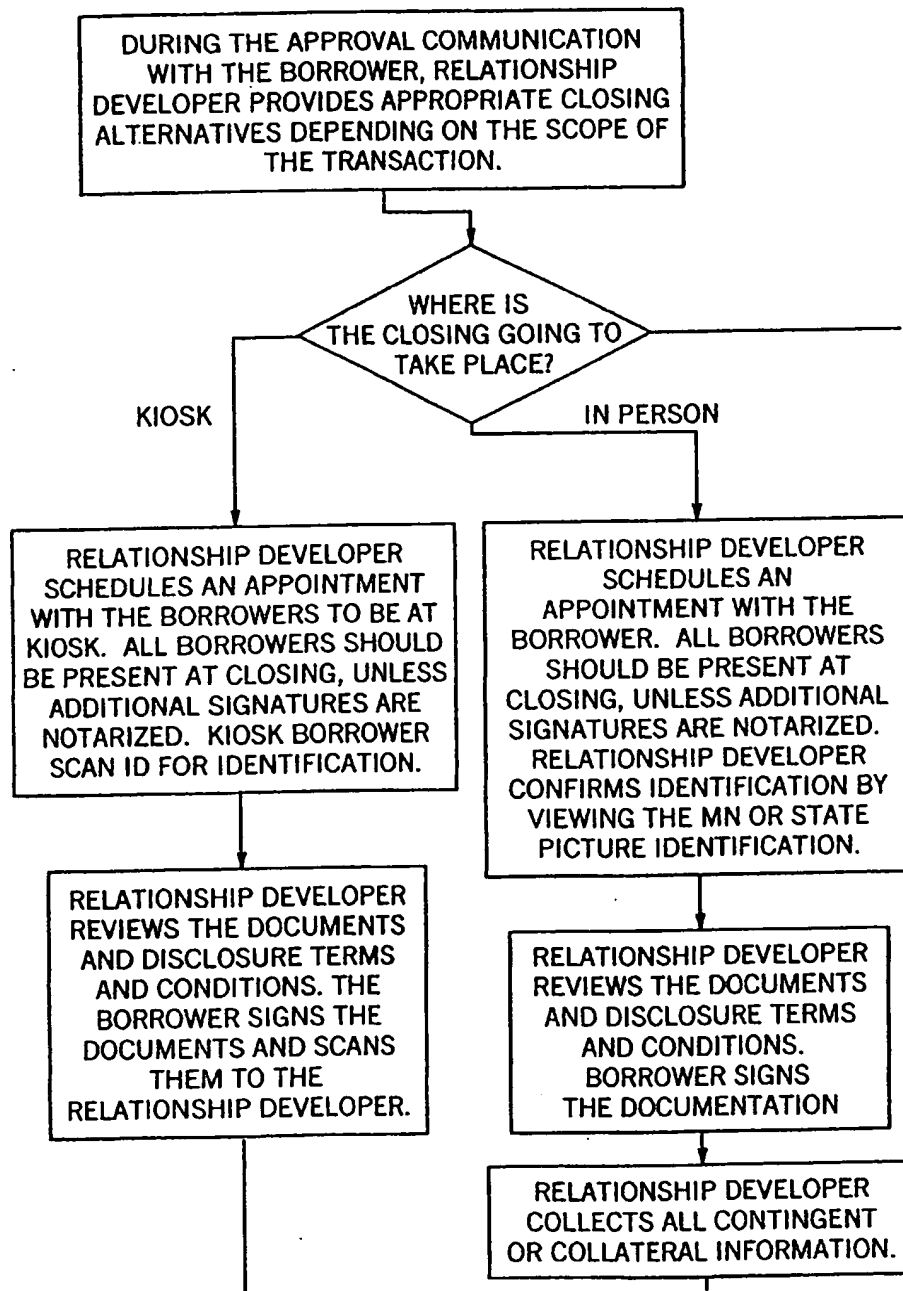 DURING THE APPROVAL COMMUNICATION
WITH THE BORROWER, RELATIONSHIP
DEVELOPER PROVIDES APPROPRIATE CLOSING
ALTERNATIVES DEPENDING ON THE SCOPE OF
THE TRANSACTION.
WHERE IS
THE CLOSING GOING TO
TAKE PLACE?
KIOSK
IN PERSON
RELATIONSHIP DEVELOPER
SCHEDULES AN APPOINTMENT
WITH THE BORROWERS TO BE AT
KIOSK. ALL BORROWERS SHOULD
BE PRESENT AT CLOSING, UNLESS
ADDITIONAL SIGNATURES ARE
NOTARIZED. KIOSK BORROWER
SCAN ID FOR IDENTIFICATION.
RELATIONSHIP DEVELOPER
SCHEDULES AN
APPOINTMENT WITH THE
BORROWER. ALL BORROWERS
SHOULD BE PRESENT AT
CLOSING, UNLESS ADDITIONAL
SIGNATURES ARE NOTARIZED.
RELATIONSHIP DEVELOPER
CONFIRMS IDENTIFICATION BY
VIEWING THE MN OR STATE
PICTURE IDENTIFICATION.
RELATIONSHIP DEVELOPER
REVIEWS THE DOCUMENTS
AND DISCLOSURE TERMS
AND CONDITIONS. THE
BORROWER SIGNS THE
DOCUMENTS AND SCANS
THEM TO THE
RELATIONSHIP DEVELOPER.
RELATIONSHIP DEVELOPER
REVIEWS THE DOCUMENTS
AND DISCLOSURE TERMS
AND CONDITIONS.
BORROWER SIGNS
THE DOCUMENTATION
RELATIONSHIP DEVELOPER
COLLECTS ALL CONTINGENT
OR COLLATERAL INFORMATION.